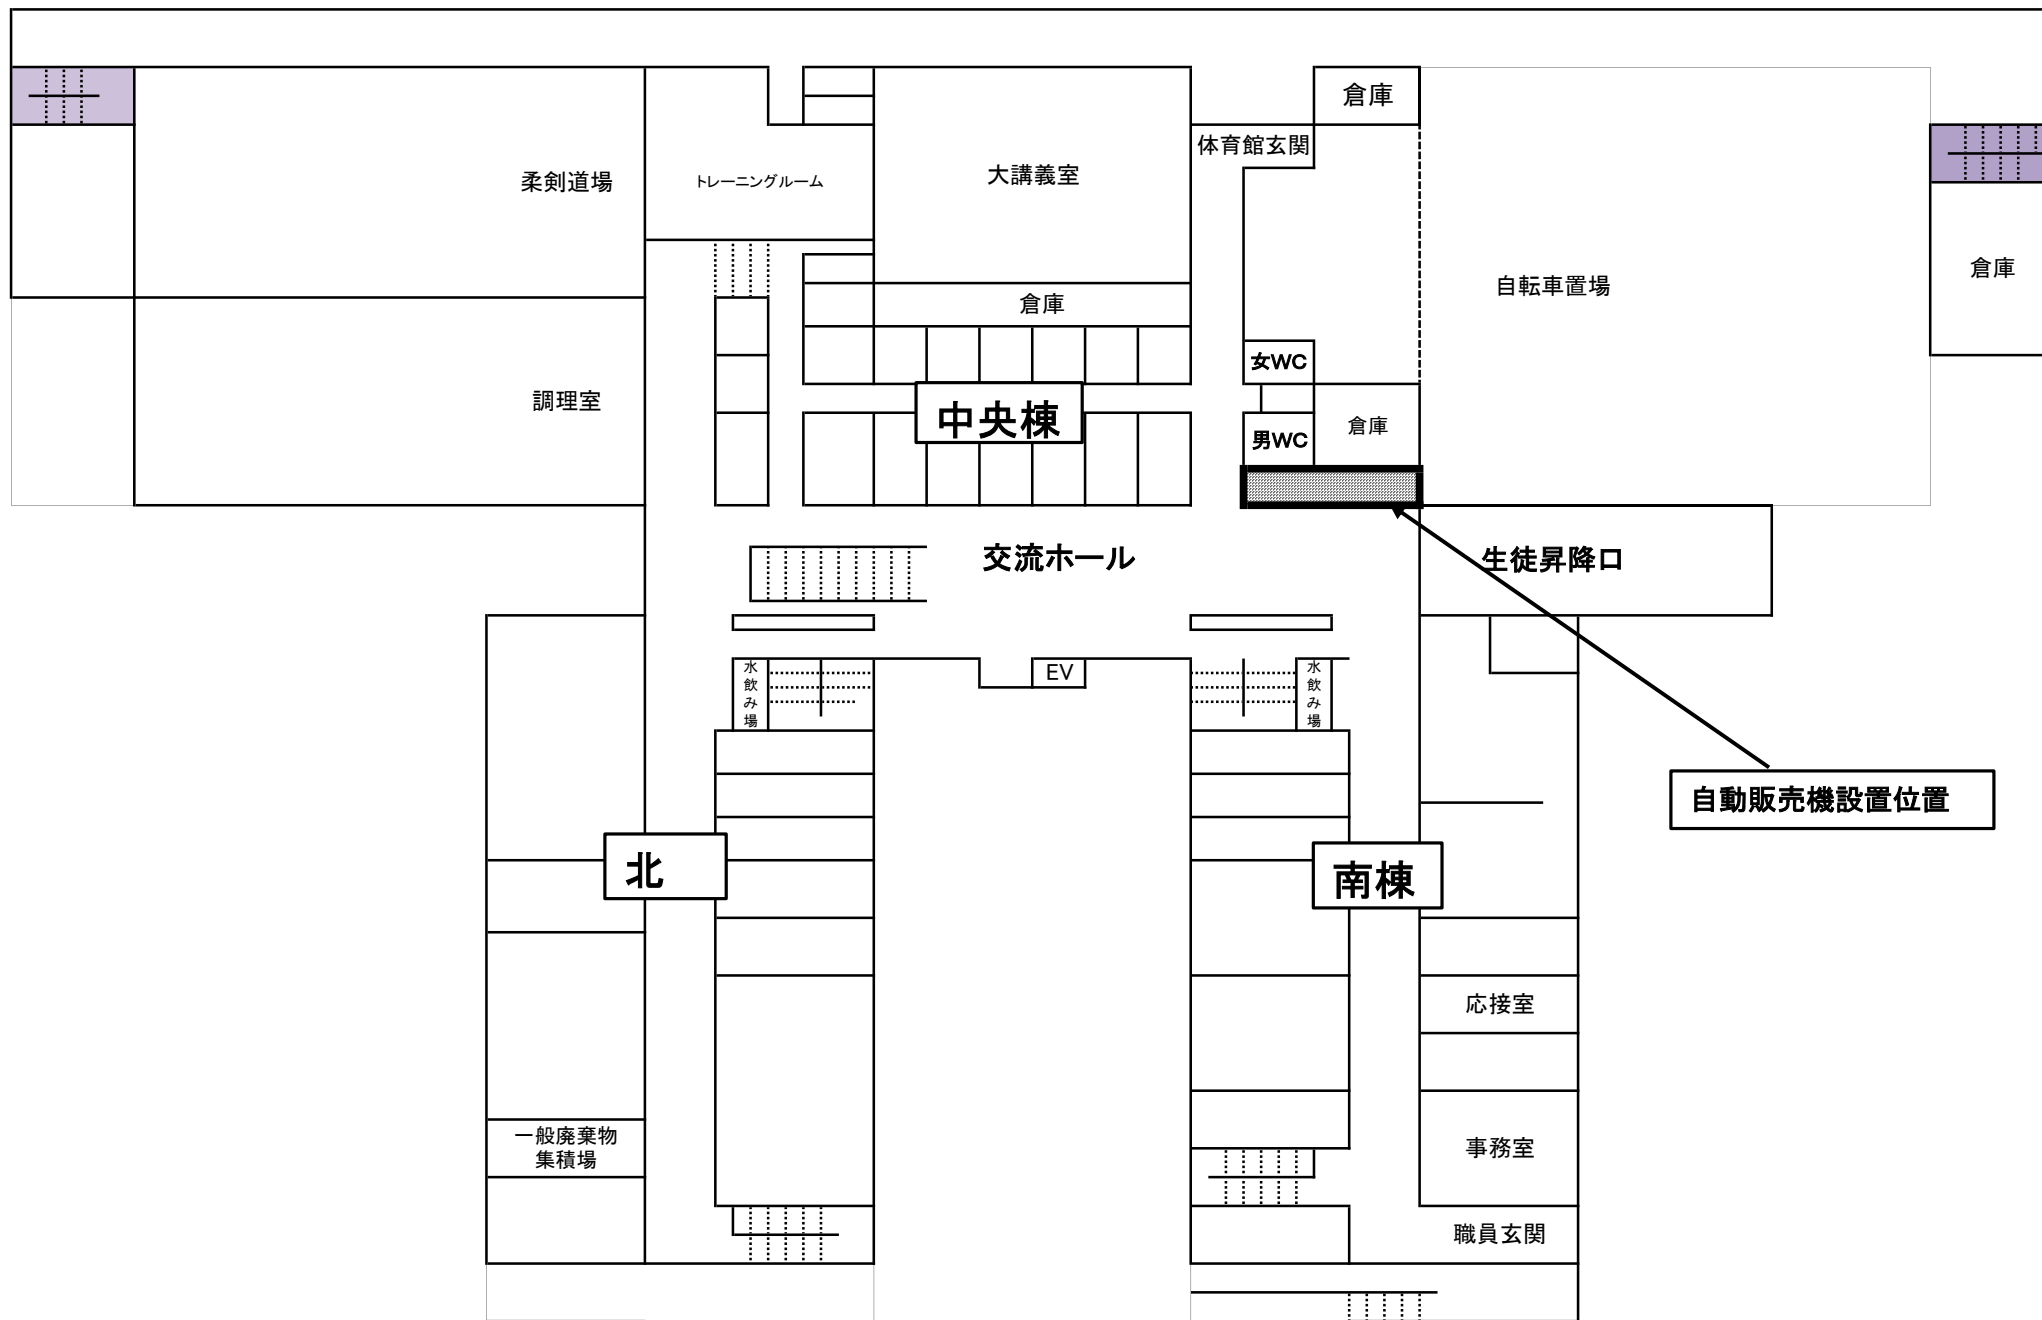 倉庫
体育館玄関
柔剣道場
トレーニングルーム
大講義室
倉庫
自転車置場
倉庫
女WC
調理室
中央棟
男WC
倉庫
交流ホール
生徒昇降口
水飲み場
EV
水飲み場
自動販売機設置位置
北
南棟
応接室
一般廃棄物
集積場
事務室
職員玄関